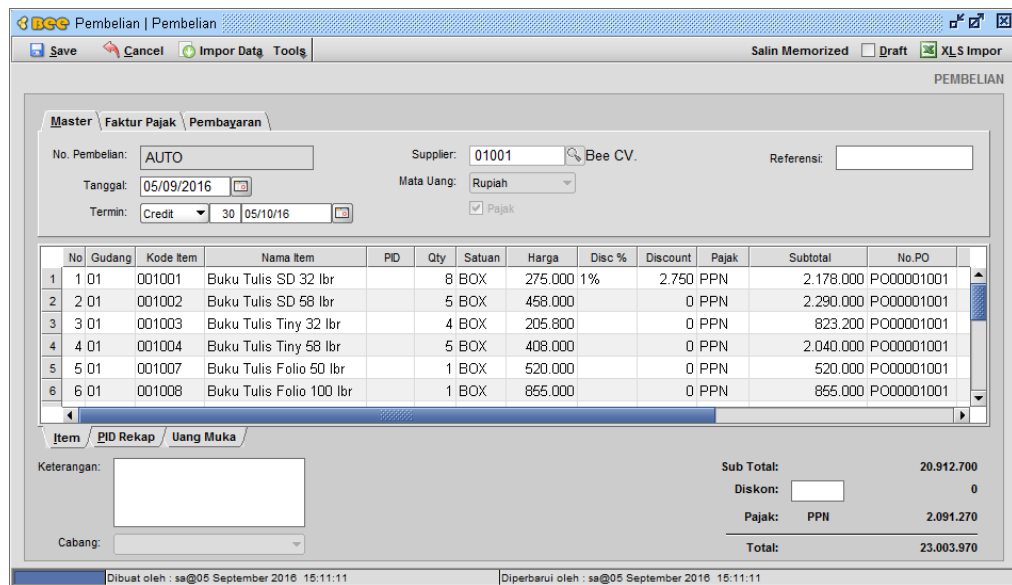 Bee Pembelian | Pembelian
Save Cancel Impor Data Tools Salin Memorized Draft XLS Impor
PEMBELIAN
Master Faktur Pajak Pembayaran
No. Pembelian: AUTO Supplier: 01001 Bee CV. Referensi:
Tanggal: 05/09/2016 Mata Uang: Rupiah
Termin: Credit 30 05/10/16 Pajak
No Gudang Kode Item Nama Item PID Qty Satuan Harga Disc % Discount Pajak Subtotal No.PO
1 1 01 001001 Buku Tulis SD 32 lbr 8 BOX 275.000 1% 2.750 PPN 2.178.000 PO00001001
2 2 01 001002 Buku Tulis SD 58 lbr 5 BOX 458.000 0 PPN 2.290.000 PO00001001
3 3 01 001003 Buku Tulis Tiny 32 lbr 4 BOX 205.800 0 PPN 823.200 PO00001001
4 4 01 001004 Buku Tulis Tiny 58 lbr 5 BOX 408.000 0 PPN 2.040.000 PO00001001
5 5 01 001007 Buku Tulis Folio 50 lbr 1 BOX 520.000 0 PPN 520.000 PO00001001
6 6 01 001008 Buku Tulis Folio 100 lbr 1 BOX 855.000 0 PPN 855.000 PO00001001
Item PID Rekap Uang Muka
Keterangan: Sub Total: 20.912.700
Diskon: 0
Pajak: PPN 2.091.270
Cabang: Total: 23.003.970
Dibuat oleh : sa@05 September 2016 15:11:11 Diperbarui oleh : sa@05 September 2016 15:11:11